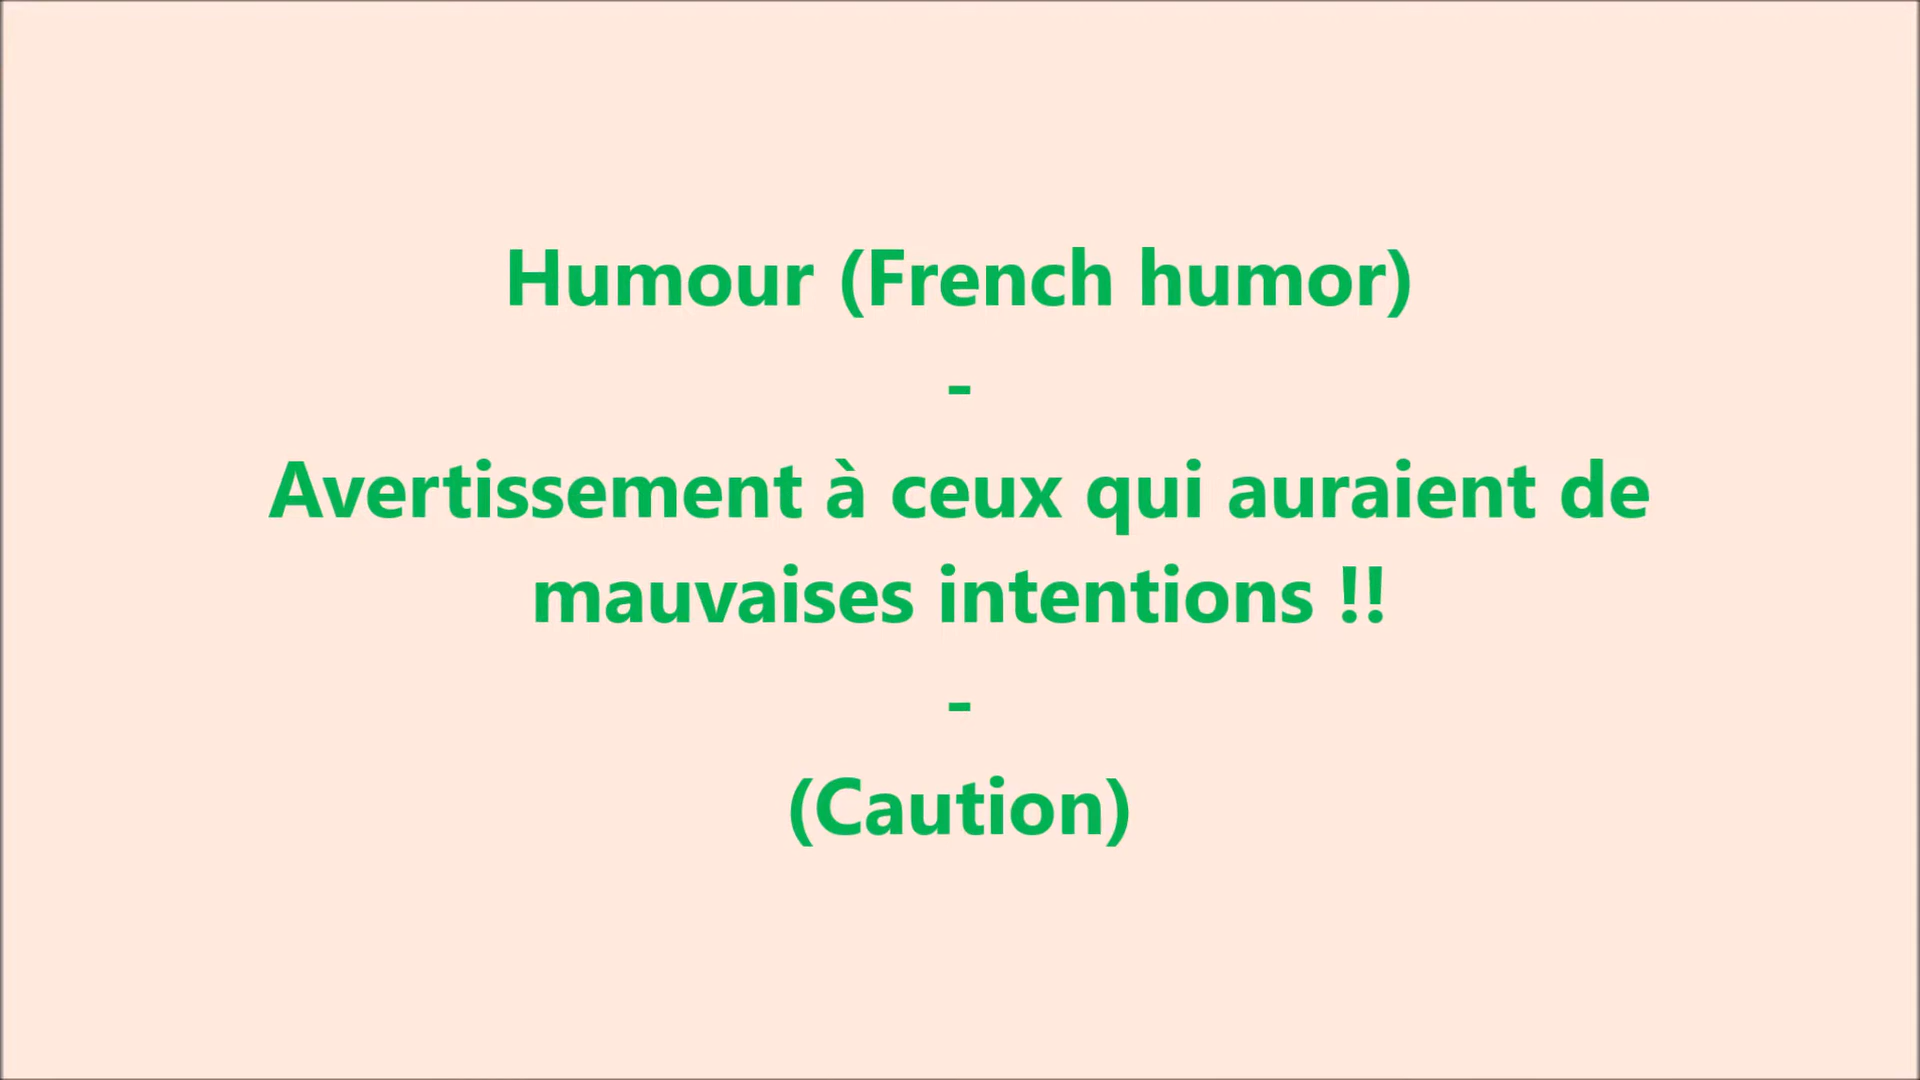 Humour (French humor)
-
Avertissement à ceux qui auraient de
mauvaises intentions !!
-
(Caution)